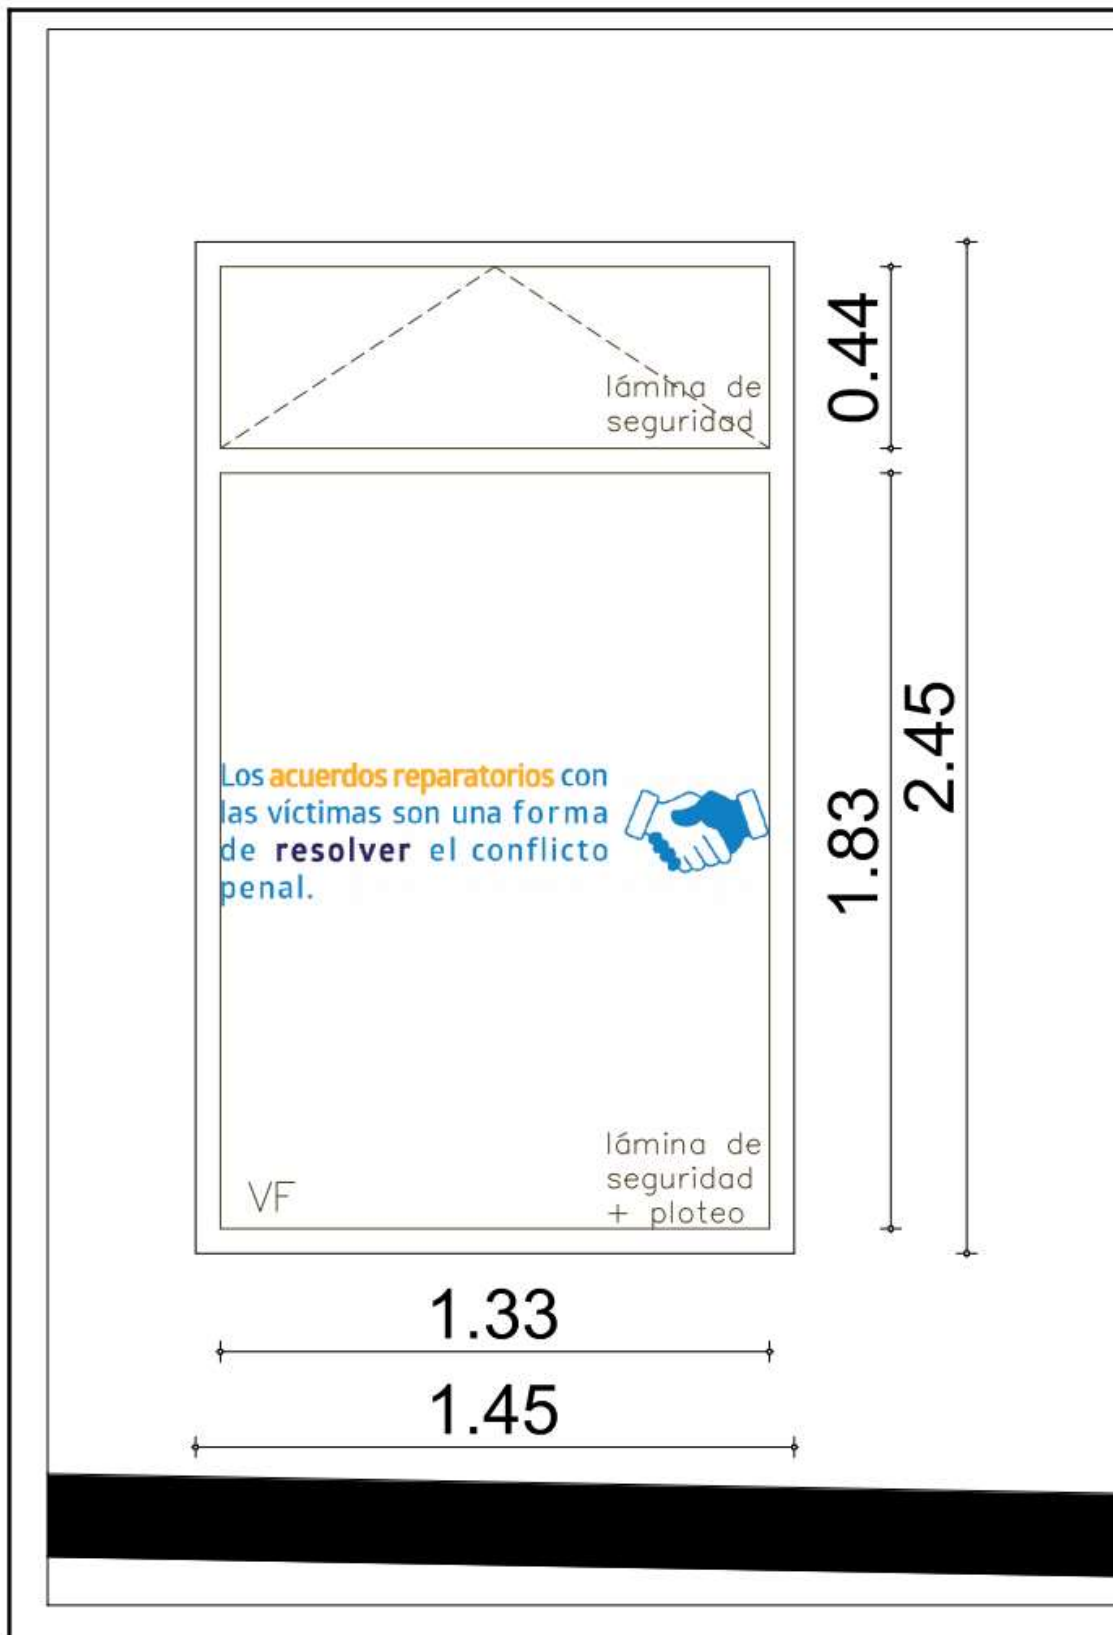 lámina de
seguridad
0.44
Los acuerdos reparatorios con
las víctimas son una forma
de resolver el conflicto
penal.
1.83
2.45
VF
lámina de
seguridad
+ ploteo
1.33
1.45